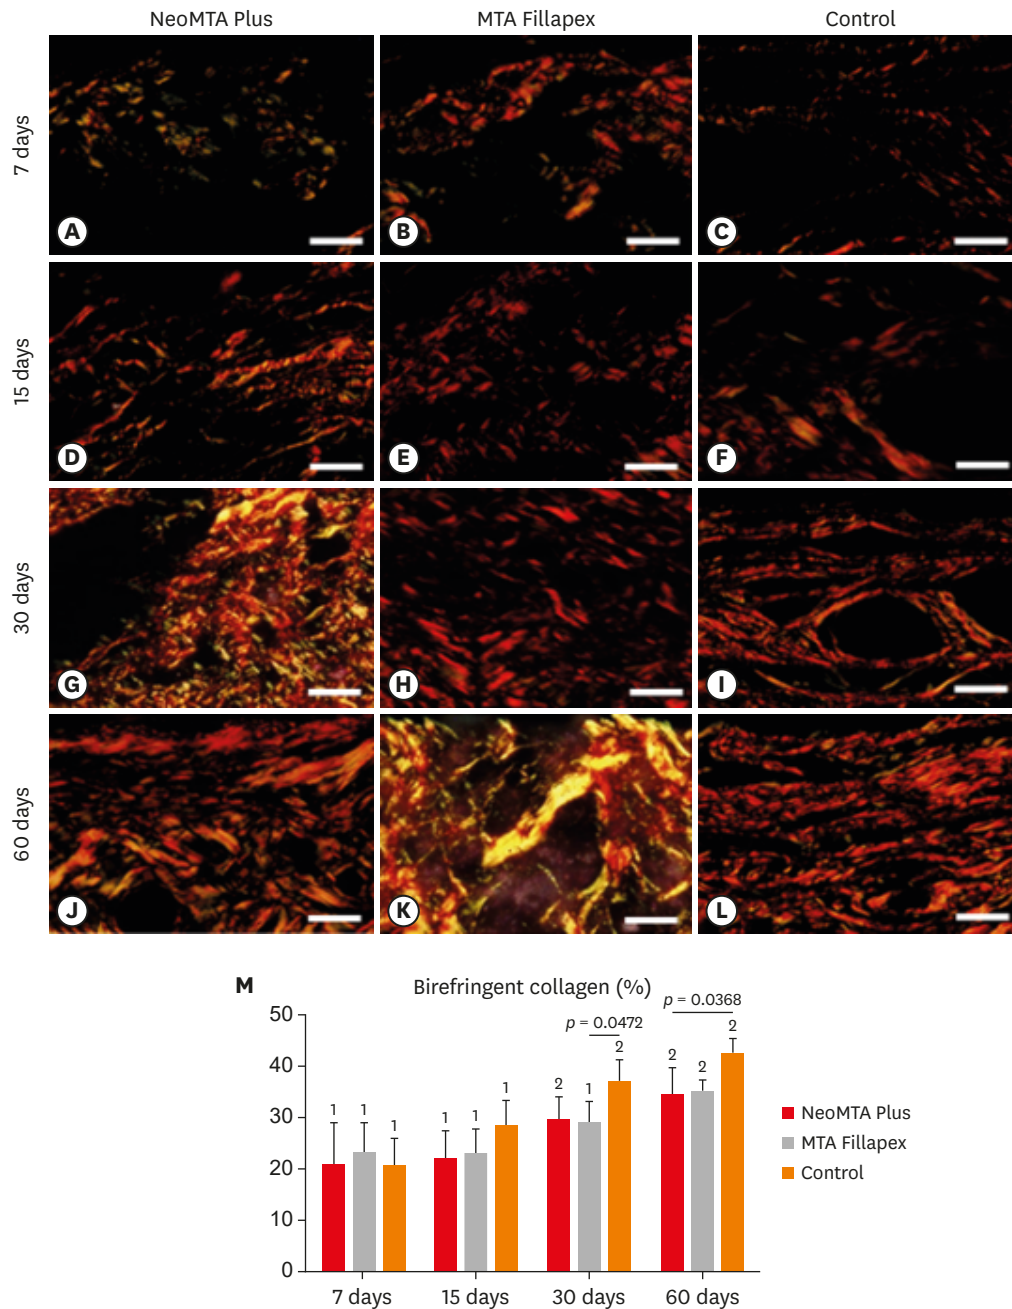 NeoMTA Plus MTA Fillapex Control
7 days
A B C
15 days
D E F
30 days
G H I
60 days
J K L
M Birefringent collagen (%)
p = 0.0368
p = 0.0472
50
40
30
20
10
0
1 1 1
1 1 1
2 1 2
2 2 2
7 days 15 days 30 days 60 days
NeoMTA Plus
MTA Fillapex
Control